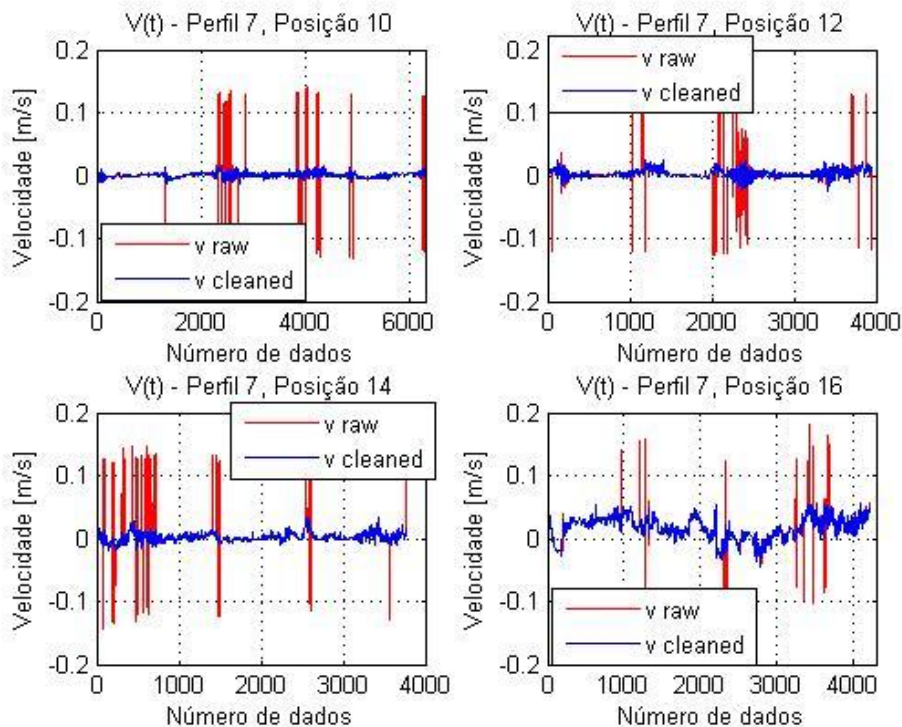 V(t) - Perfil 7, Posição 10
0.2
0.1
0
-0.1
-0.2
Velocidade [m/s]
v raw
v cleaned
0 2000 4000 6000
Número de dados
V(t) - Perfil 7, Posição 12
0.2
0.1
0
-0.1
-0.2
Velocidade [m/s]
v raw
v cleaned
0 1000 2000 3000 4000
Número de dados
V(t) - Perfil 7, Posição 14
0.2
0.1
0
-0.1
-0.2
Velocidade [m/s]
v raw
v cleaned
0 1000 2000 3000 4000
Número de dados
V(t) - Perfil 7, Posição 16
0.2
0.1
0
-0.1
-0.2
Velocidade [m/s]
v raw
v cleaned
0 1000 2000 3000 4000
Número de dados